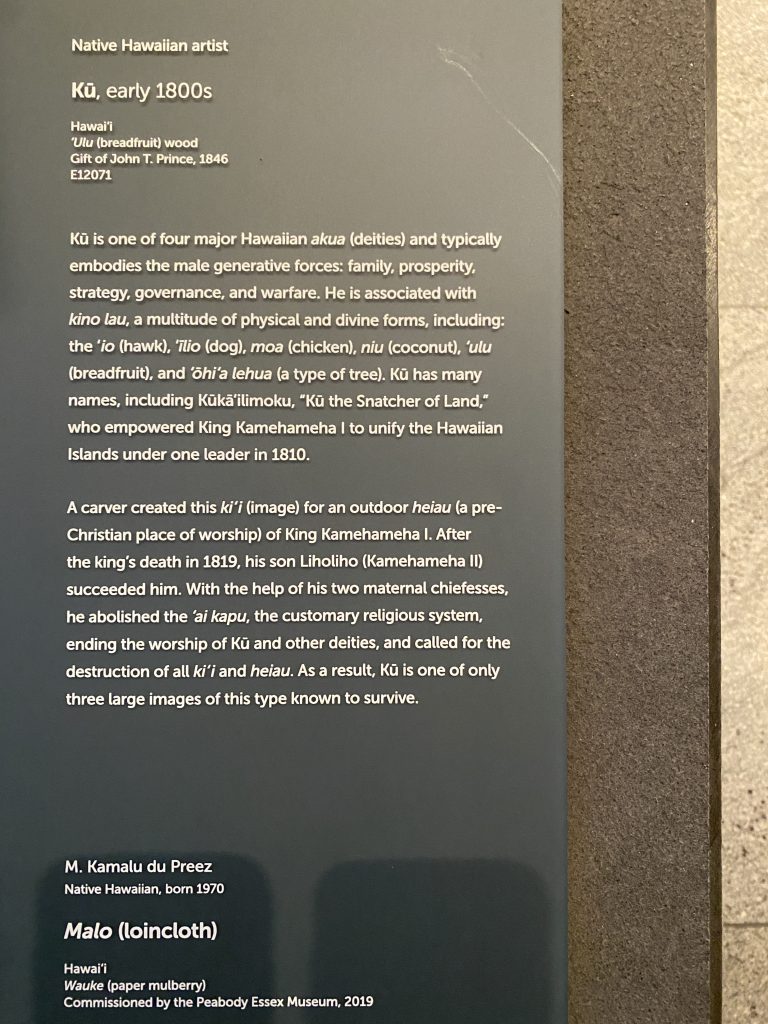 Native Hawaiian artist
Kū, early 1800s
Hawaiʻi
ʻUlu (breadfruit) wood
Gift of John T. Prince, 1846
E12071
Kū is one of four major Hawaiian akua (deities) and typically
embodies the male generative forces: family, prosperity,
strategy, governance, and warfare. He is associated with
kino lau, a multitude of physical and divine forms, including:
the ʻio (hawk), ʻīlio (dog), moa (chicken), niu (coconut), ʻulu
(breadfruit), and ʻōhiʻa lehua (a type of tree). Kū has many
names, including Kūkāʻilimoku, “Kū the Snatcher of Land,”
who empowered King Kamehameha I to unify the Hawaiian
Islands under one leader in 1810.
A carver created this kiʻi (image) for an outdoor heiau (a pre-
Christian place of worship) of King Kamehameha I. After
the king’s death in 1819, his son Liholiho (Kamehameha II)
succeeded him. With the help of his two maternal chiefesses,
he abolished the ʻai kapu, the customary religious system,
ending the worship of Kū and other deities, and called for the
destruction of all kiʻi and heiau. As a result, Kū is one of only
three large images of this type known to survive.
M. Kamalu du Preez
Native Hawaiian, born 1970
Malo (loincloth)
Hawaiʻi
Wauke (paper mulberry)
Commissioned by the Peabody Essex Museum, 2019